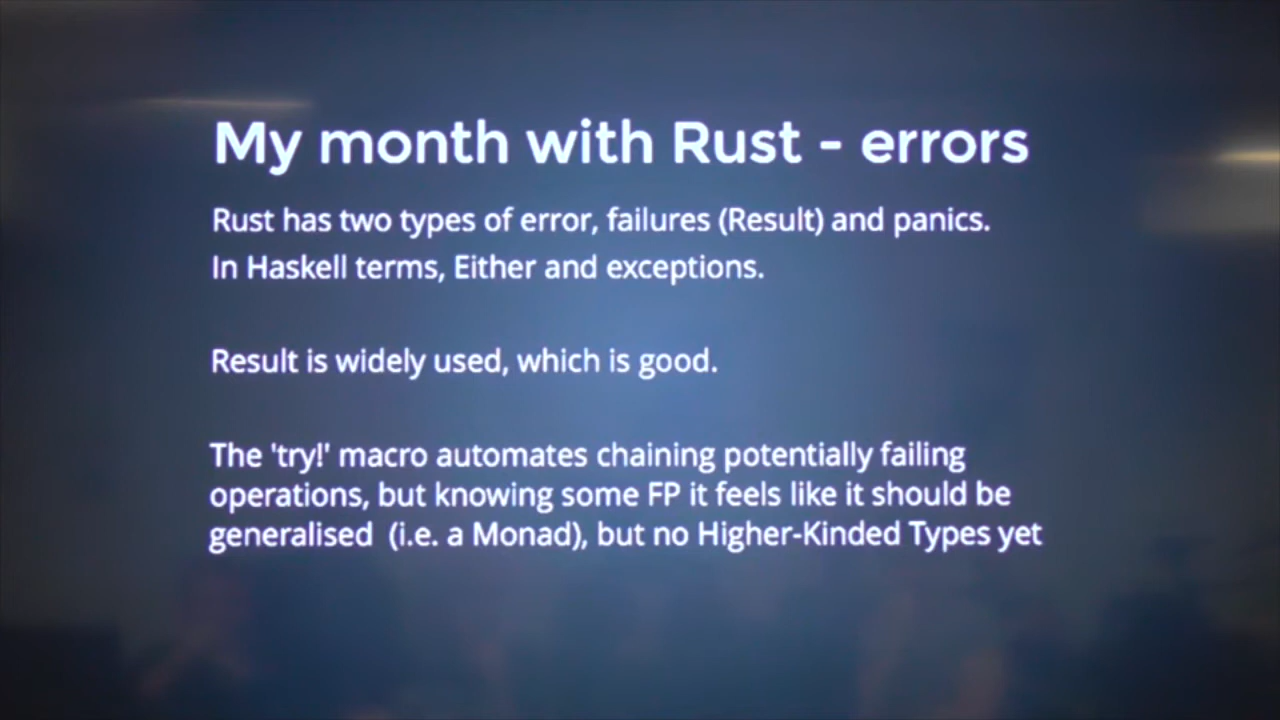 My month with Rust - errors
Rust has two types of error, failures (Result) and panics.
In Haskell terms, Either and exceptions.
Result is widely used, which is good.
The 'try!' macro automates chaining potentially failing
operations, but knowing some FP it feels like it should be
generalised  (i.e. a Monad), but no Higher-Kinded Types yet